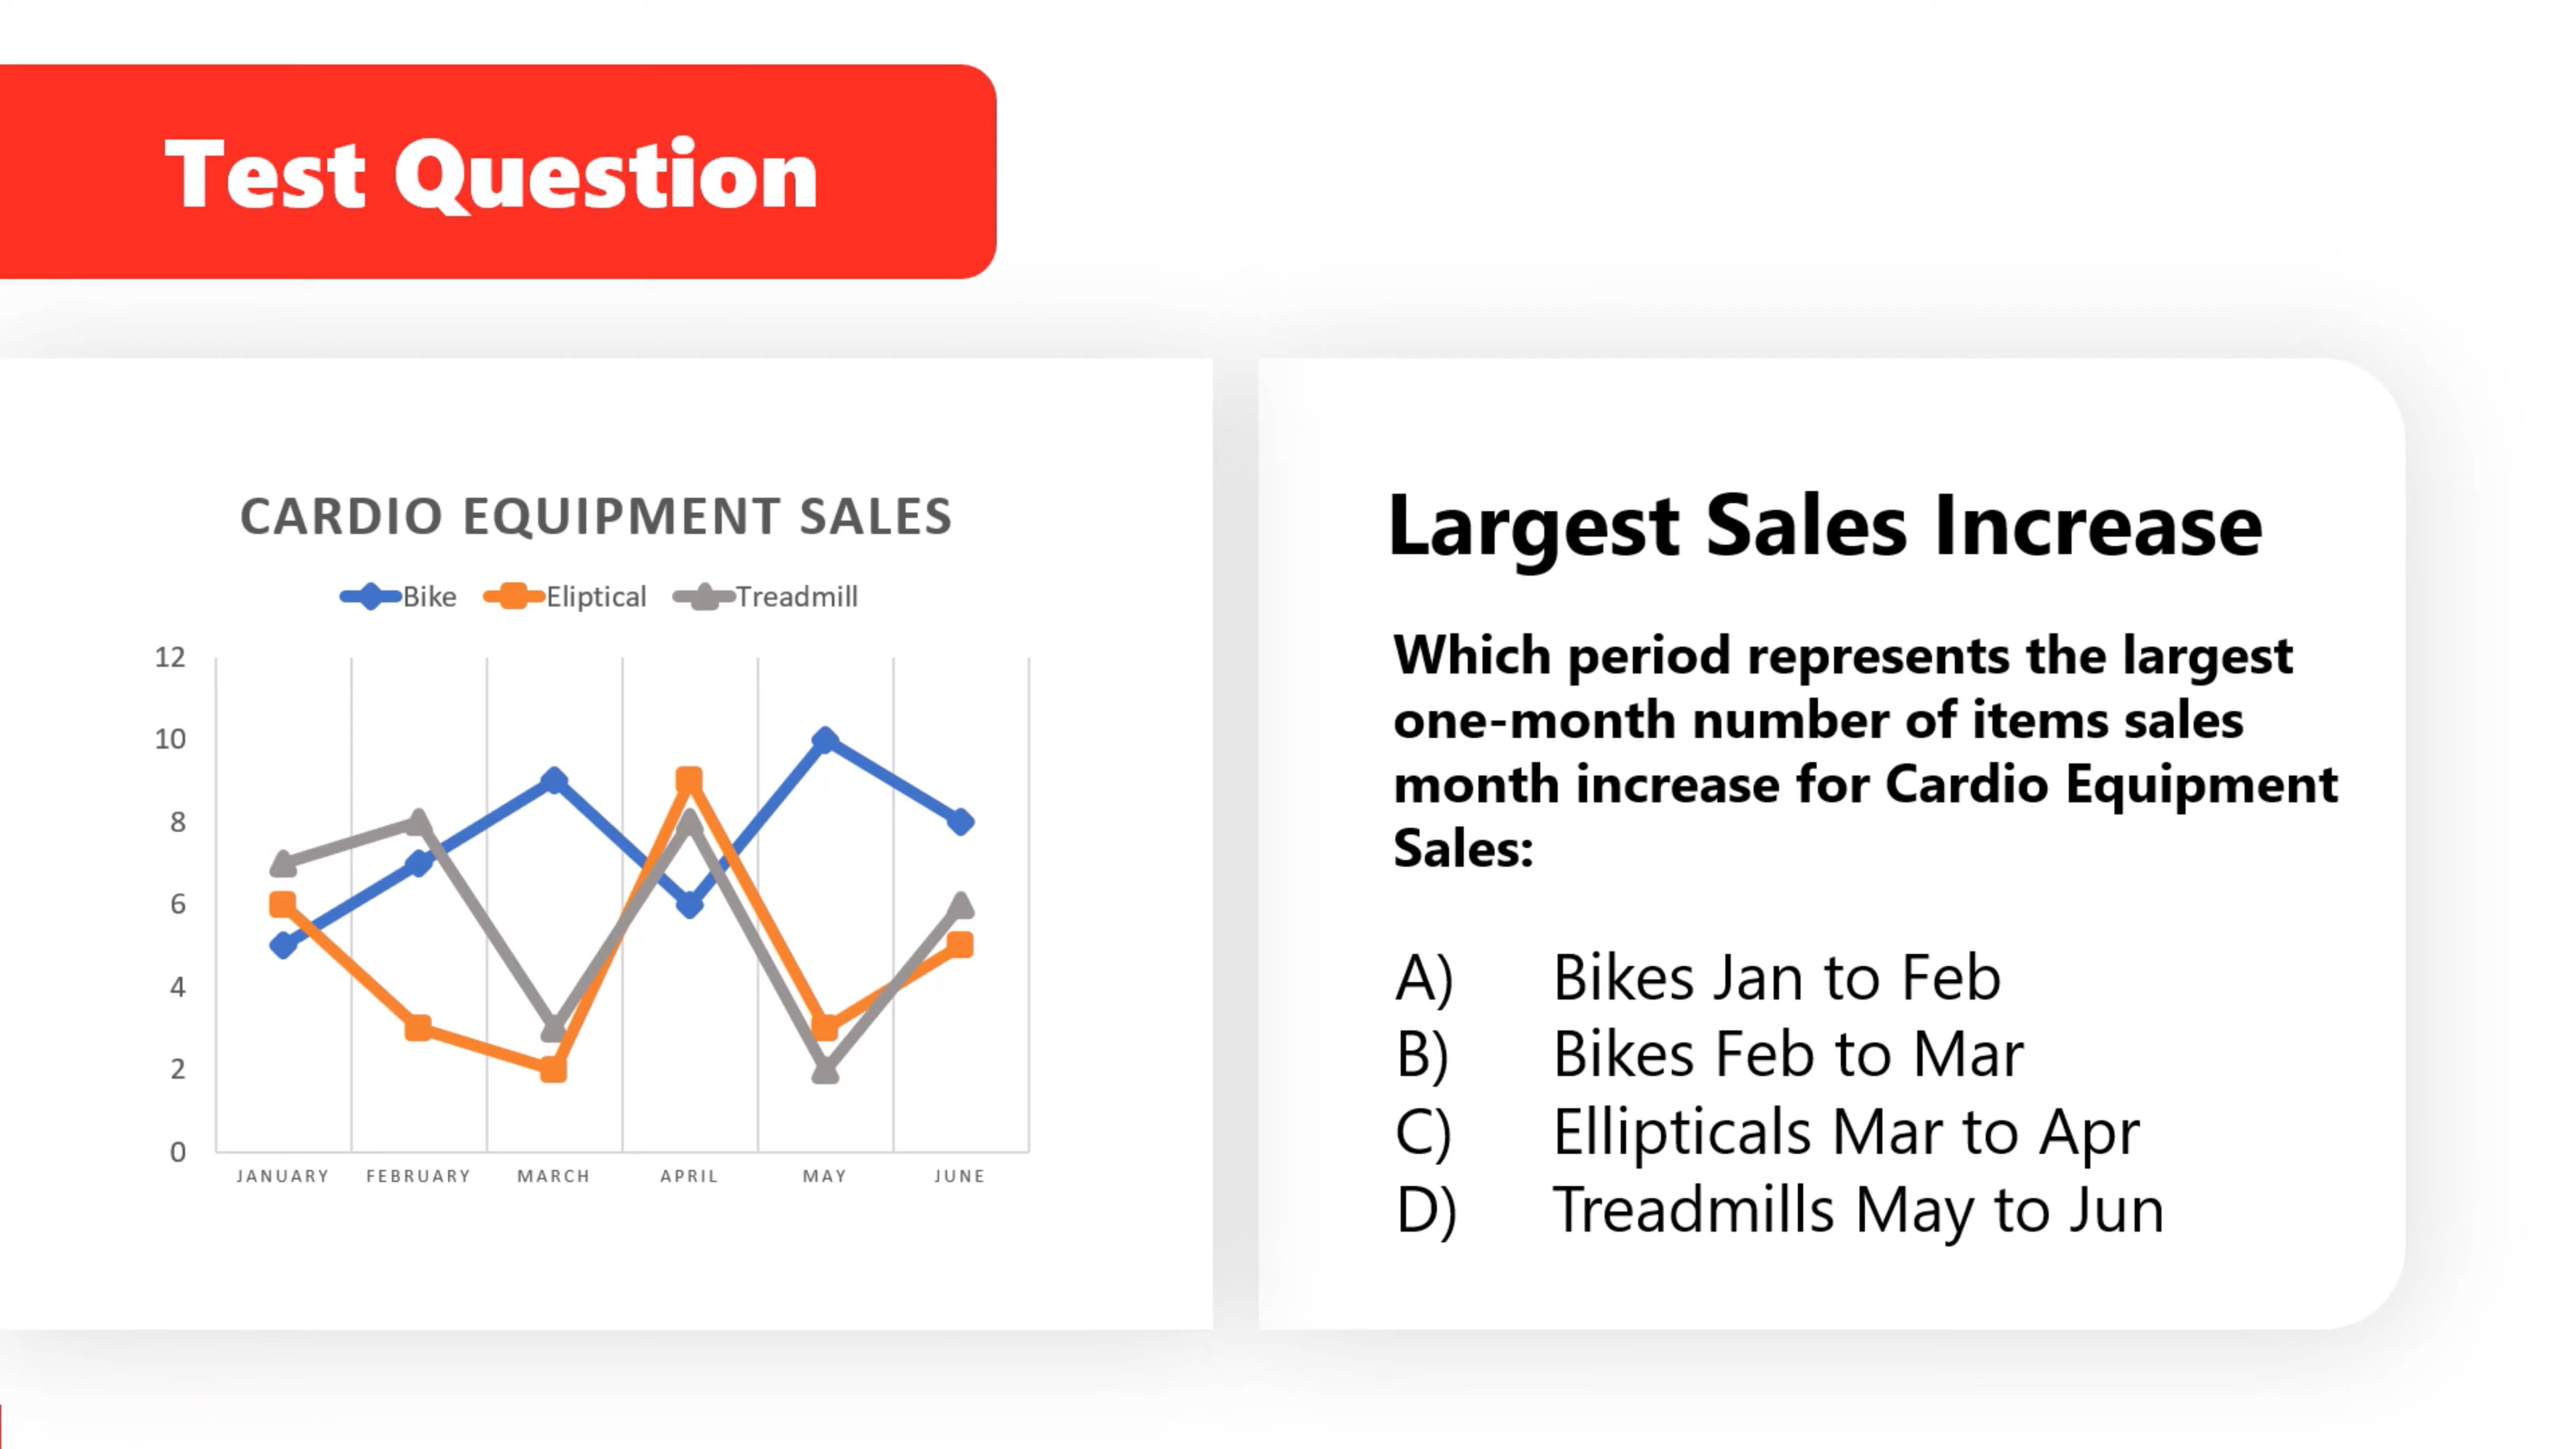 Test Question
CARDIO EQUIPMENT SALES
Bike Eliptical Treadmill
12
10
8
6
4
2
0
JANUARY FEBRUARY MARCH APRIL MAY JUNE
Largest Sales Increase
Which period represents the largest
one-month number of items sales
month increase for Cardio Equipment
Sales:
A) Bikes Jan to Feb
B) Bikes Feb to Mar
C) Ellipticals Mar to Apr
D) Treadmills May to Jun